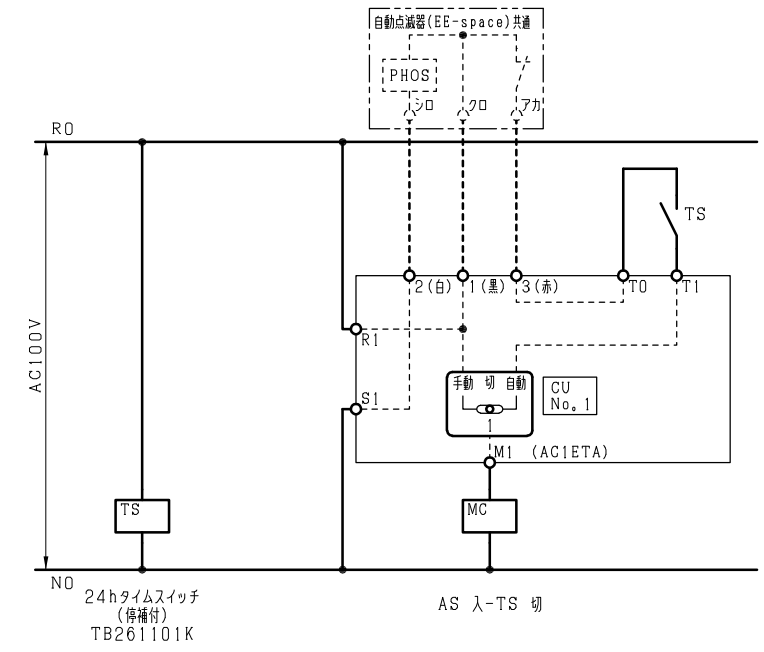 自動点滅器(EE-space)共通
PHOS
シロ
クロ
アカ
R0
TS
2(白)
1(黒)
3(赤)
T0
T1
AC100V
R1
手動 切 自動
1
CU
No。1
S1
M1 (AC1ETA)
TS
MC
N0
24hタイムスイッチ
(停補付)
TB261101K
AS 入-TS 切